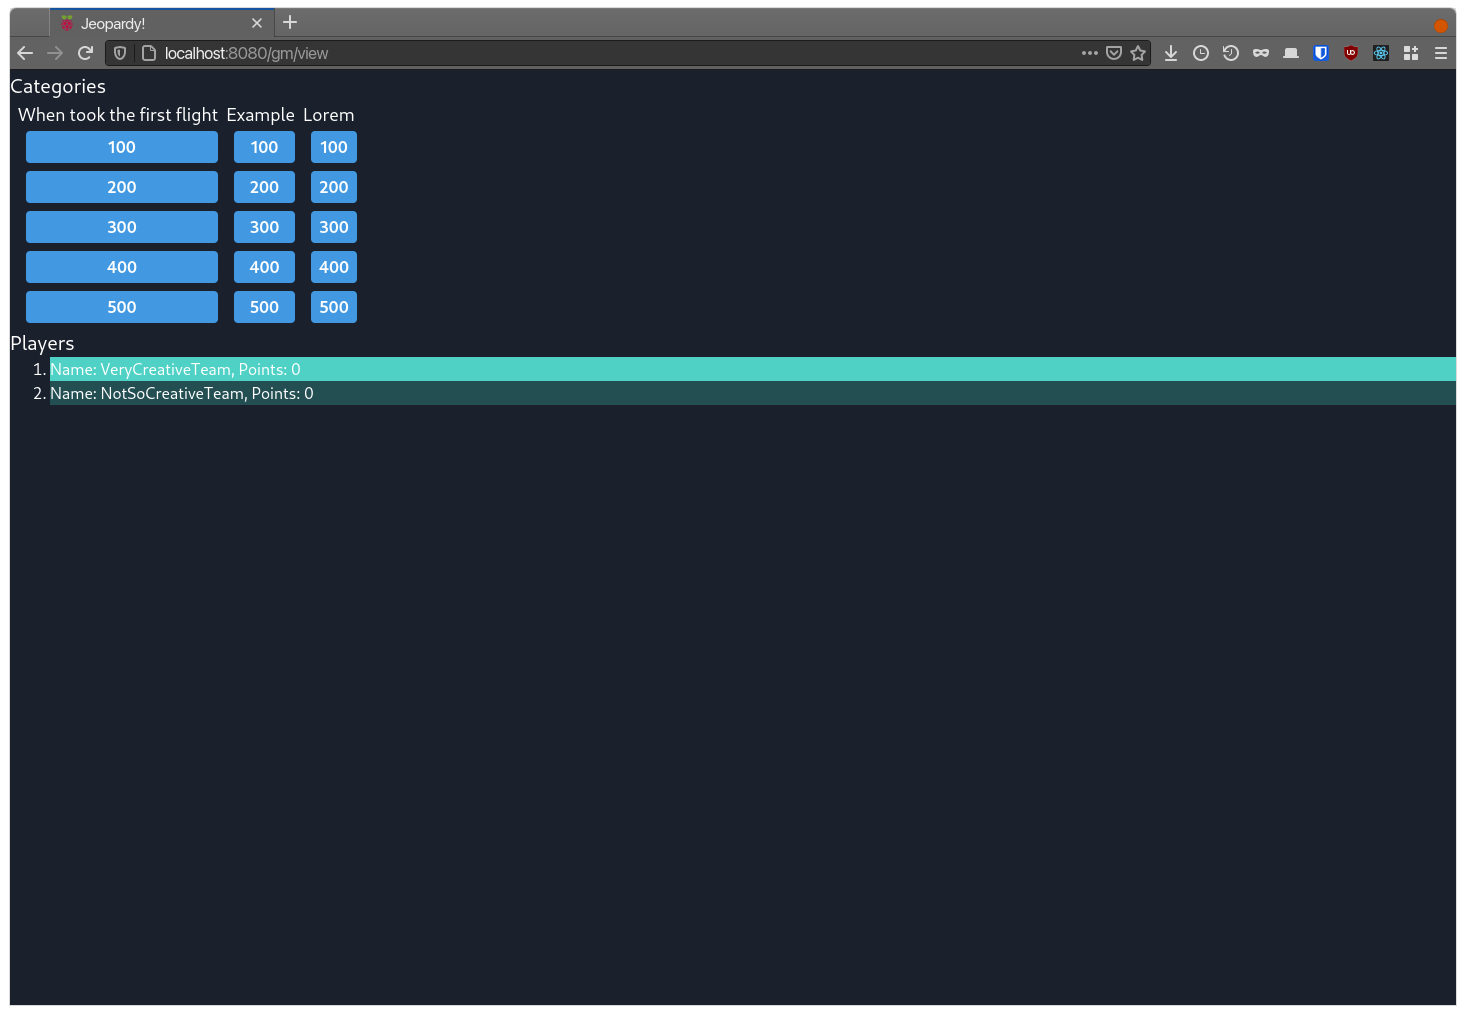 Jeopardy!
localhost:8080/gm/view
Categories
When took the first flight Example Lorem
100 100 100
200 200 200
300 300 300
400 400 400
500 500 500
Players
1. Name: VeryCreativeTeam, Points: 0
2. Name: NotSoCreativeTeam, Points: 0